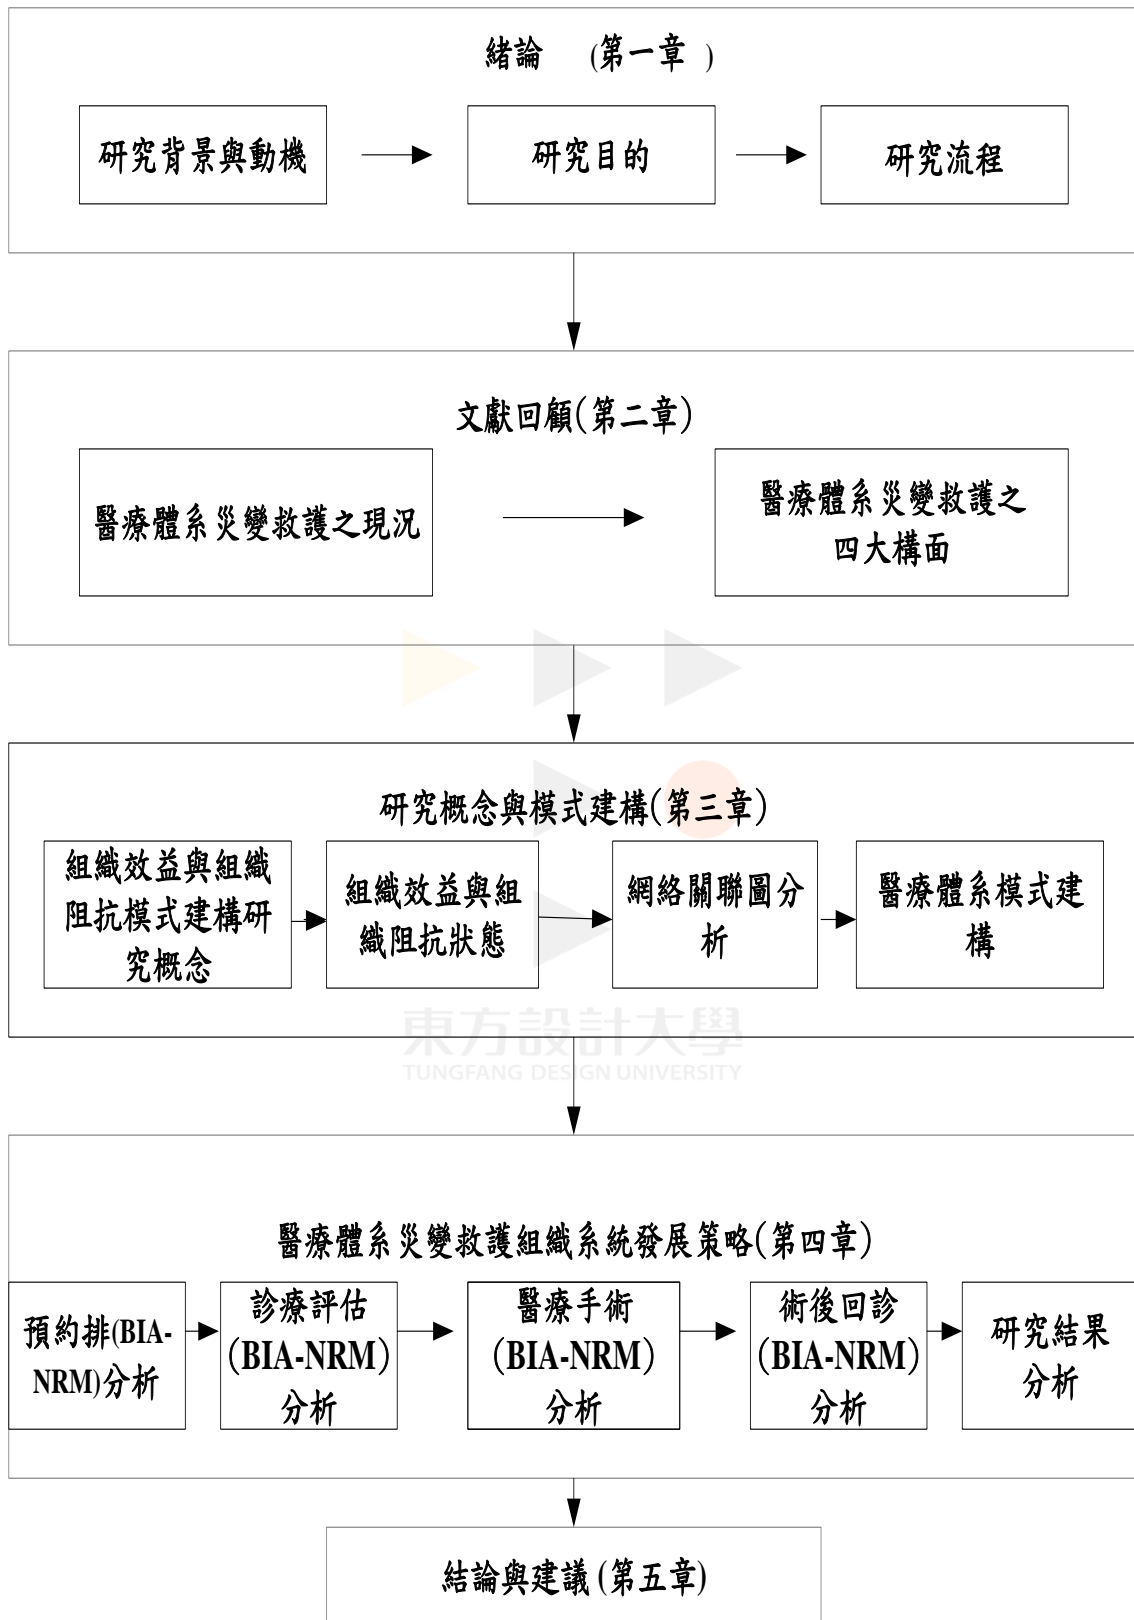 緒論 (第一章 )
研究背景與動機
研究目的
研究流程
文獻回顧(第二章)
醫療體系災變救護之現況
醫療體系災變救護之
四大構面
研究概念與模式建構(第三章)
組織效益與組織
阻抗模式建構研
究概念
組織效益與組
織阻抗狀態
網絡關聯圖分
析
醫療體系模式建
構
東方設計大學
TUNGFANG DESIGN UNIVERSITY
醫療體系災變救護組織系統發展策略(第四章)
預約排(BIA-
NRM)分析
診療評估
(BIA-NRM)
分析
醫療手術
(BIA-NRM)
分析
術後回診
(BIA-NRM)
分析
研究結果
分析
結論與建議(第五章)